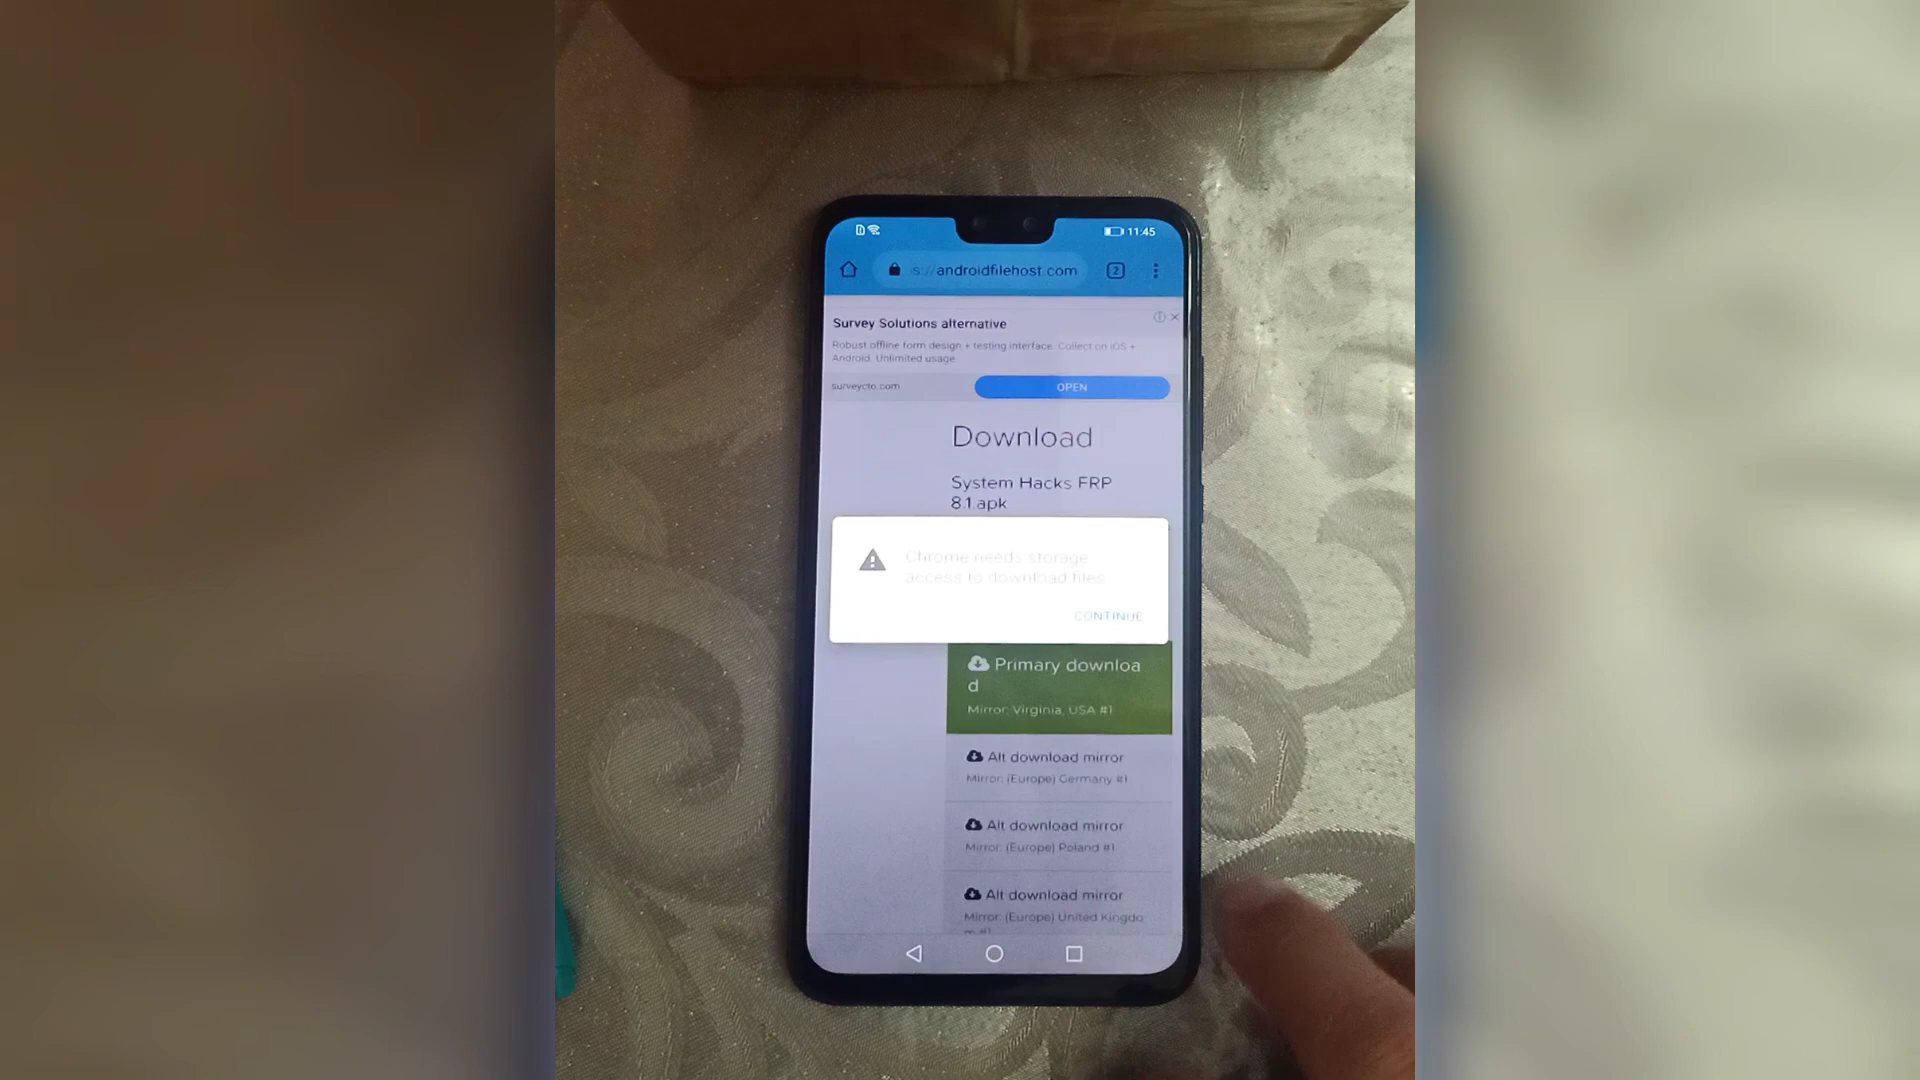 11:45
s://androidfilehost.com
2
Survey Solutions alternative
Robust offline form design + testing interface. Collect on iOS +
Android. Unlimited usage.
surveycto.com
OPEN
Download
System Hacks FRP
8.1.apk
Chrome needs storage
access to download files.
CONTINUE
Primary downloa
d
Mirror: Virginia, USA #1
Alt download mirror
Mirror: (Europe) Germany #1
Alt download mirror
Mirror: (Europe) Poland #1
Alt download mirror
Mirror: (Europe) United Kingdo